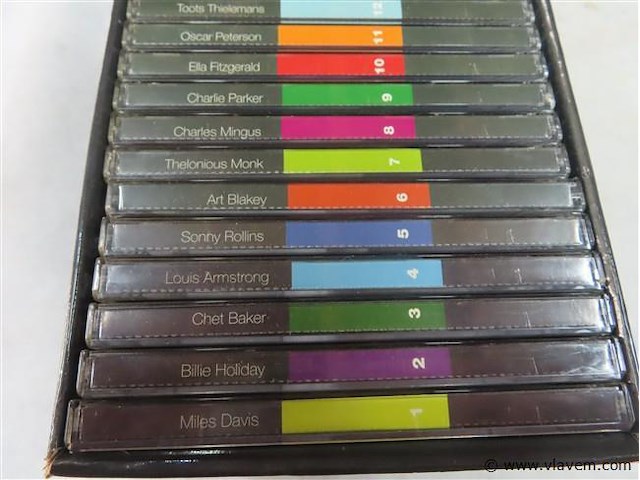 Toots Thielemans 12
Oscar Peterson 11
Ella Fitzgerald 10
Charlie Parker 9
Charles Mingus 8
Thelonious Monk 7
Art Blakey 6
Sonny Rollins 5
Louis Armstrong 4
Chet Baker 3
Billie Holiday 2
Miles Davis 1
© www.vlavem.com